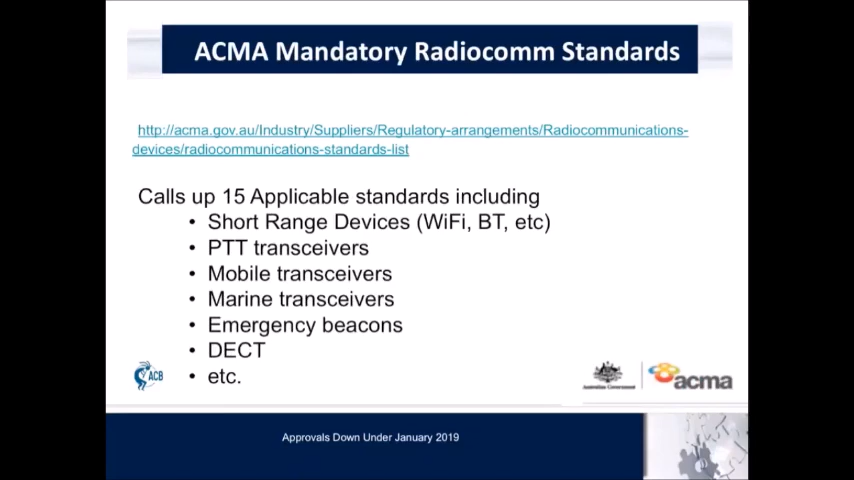 ACMA Mandatory Radiocomm Standards
http://acma.gov.au/Industry/Suppliers/Regulatory-arrangements/Radiocommunications-
devices/radiocommunications-standards-list
Calls up 15 Applicable standards including
• Short Range Devices (WiFi, BT, etc)
• PTT transceivers
• Mobile transceivers
• Marine transceivers
• Emergency beacons
• DECT
• etc.
ACB
Australian Government
acma
Approvals Down Under January 2019